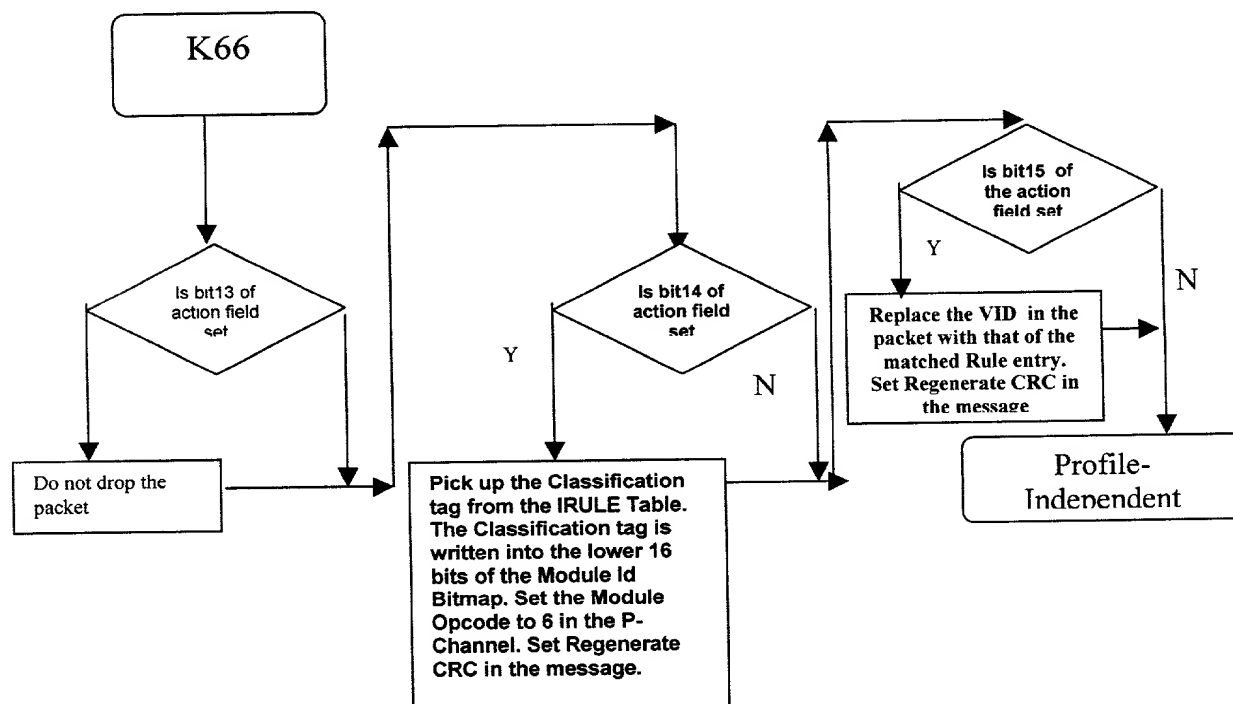 K66
Is bit13 of
action field
set
Do not drop the
packet
Is bit14 of
action field
set
Y
N
Pick up the Classification
tag from the IRULE Table.
The Classification tag is
written into the lower 16
bits of the Module Id
Bitmap. Set the Module
Opcode to 6 in the P-
Channel. Set Regenerate
CRC in the message.
Is bit15 of
the action
field set
Y
N
Replace the VID in the
packet with that of the
matched Rule entry.
Set Regenerate CRC in
the message
Profile-
Independent